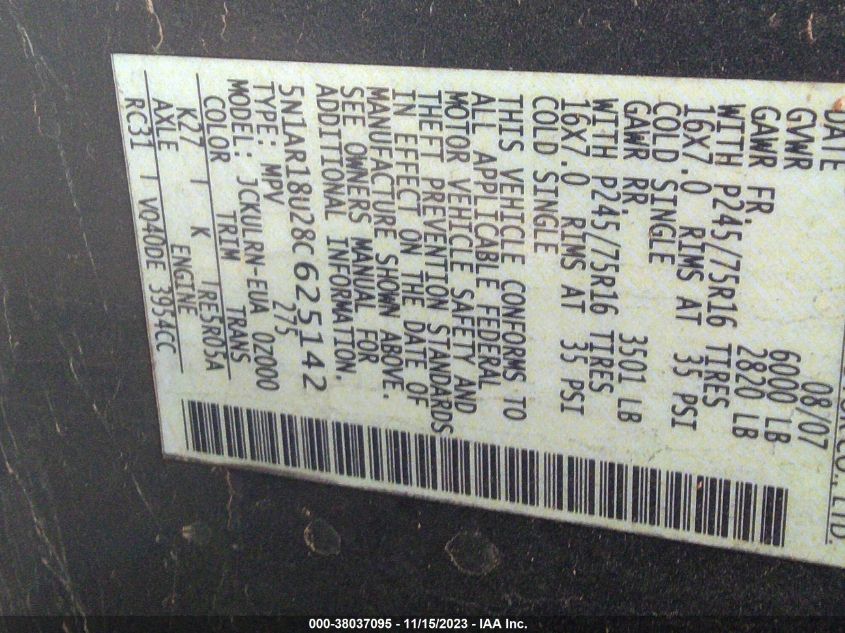 CO., LTD.
DATE 08/07
GVWR 6000 LB
GAWR FR. 2820 LB
WITH P245/75R16 TIRES
16X7.0 RIMS AT 35 PSI
COLD SINGLE
GAWR RR. 3501 LB
WITH P245/75R16 TIRES
16X7.0 RIMS AT 35 PSI
COLD SINGLE
THIS VEHICLE CONFORMS TO
ALL APPLICABLE FEDERAL
MOTOR VEHICLE SAFETY AND
THEFT PREVENTION STANDARDS
IN EFFECT ON THE DATE OF
MANUFACTURE SHOWN ABOVE.
SEE OWNERS MANUAL FOR
ADDITIONAL INFORMATION.
5N1AR18U28C625142
TYPE: MPV 275
MODEL: JCKULRN-EUA 02000
COLOR TRIM TRANS
K27 I K I RE5R05A
AXLE ENGINE
RC31 I VQ40DE 3954CC
000-38037095 - 11/15/2023 - IAA Inc.